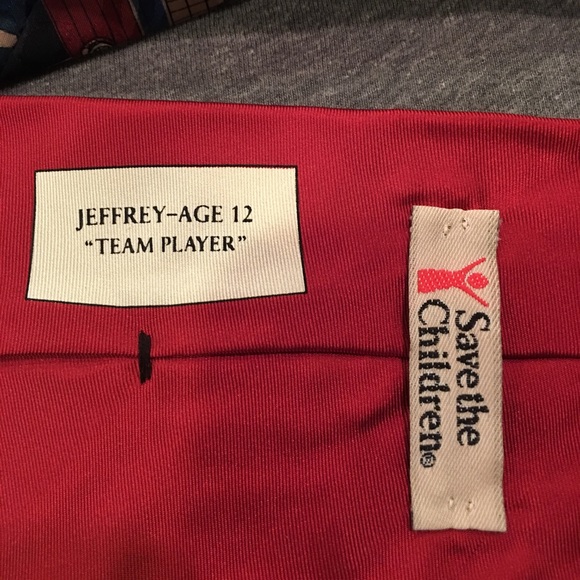 JEFFREY-AGE 12
"TEAM PLAYER"
Save the
Children®